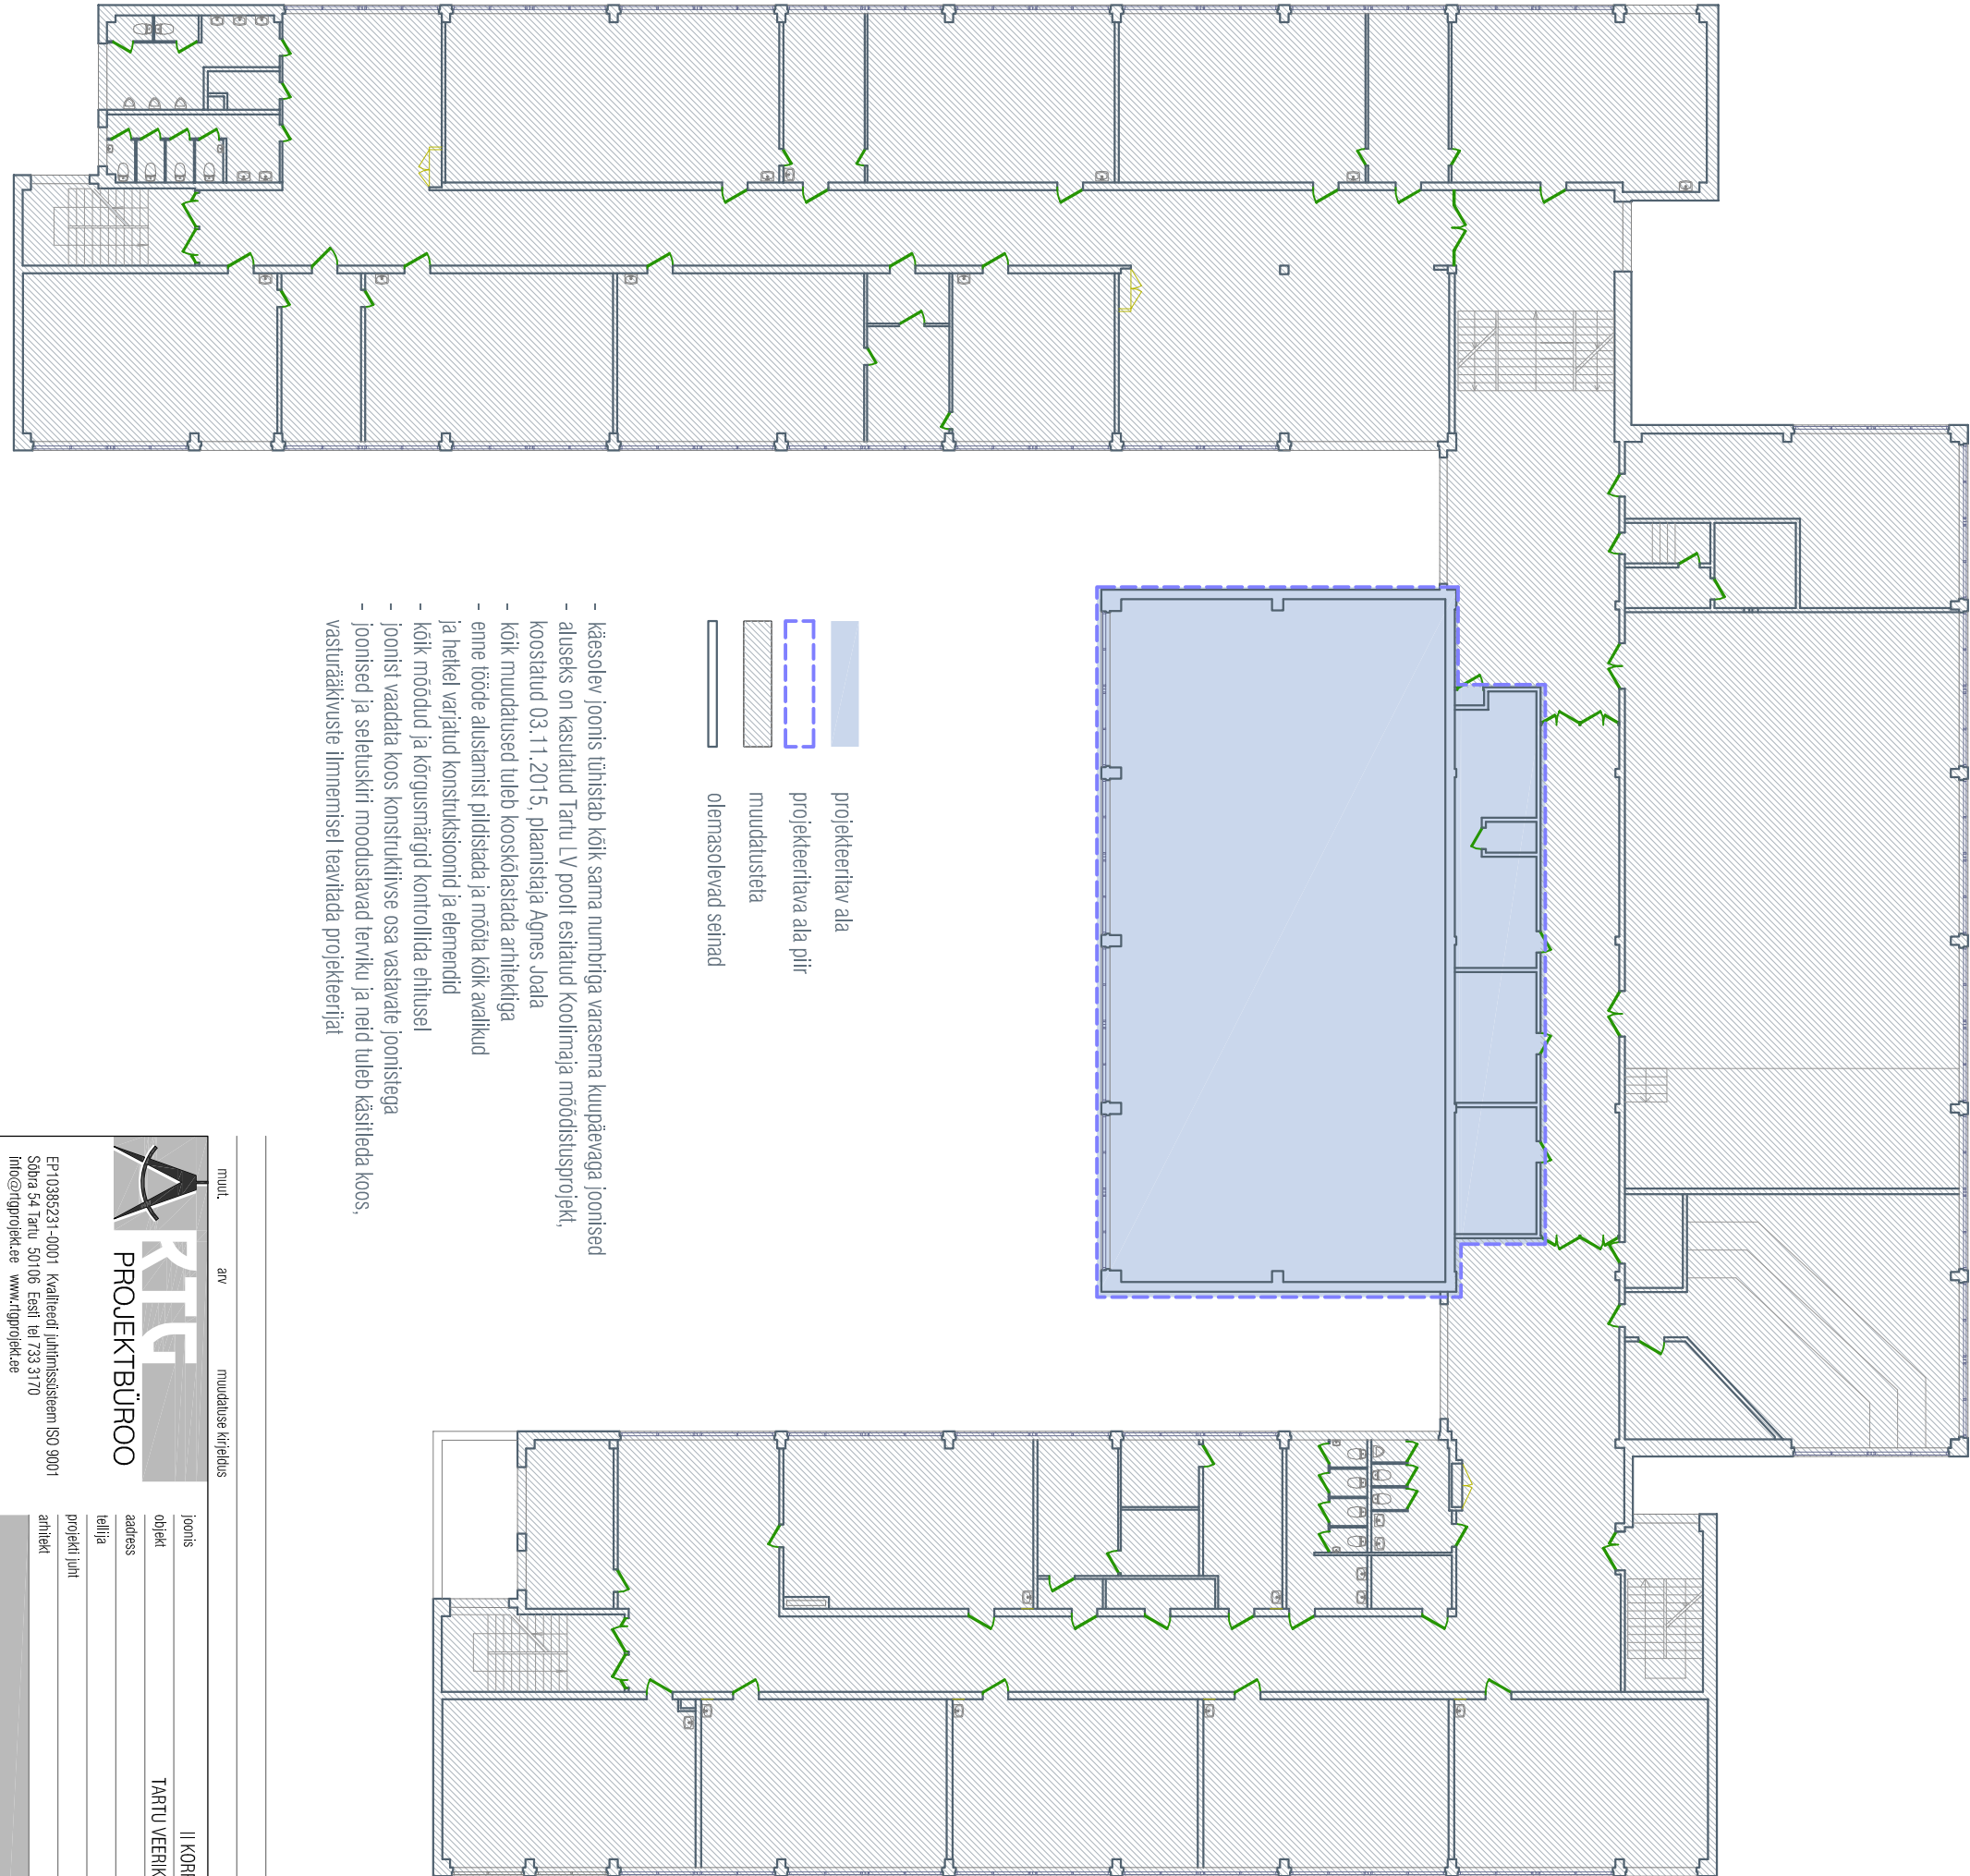 projekteeritav ala
projekteeritava ala piir
muudatusteta
olemasolevad seinad
- käesolev joonis tühistab kõik sama numbriga varasema kuupäevaga joonised
- aluseks on kasutatud Tartu LV poolt esitatud Koolimaja mõõdistusprojekt,
koostatud 03.11.2015, plaanistaja Agnes Joala
- kõik muudatused tuleb kooskõlastada arhitektiga
- enne tööde alustamist pildistada ja mõõta kõik avalikud
ja hetkel varjatud konstruktsioonid ja elemendid
- kõik mõõdud ja kõrgusmärgid kontrollida ehitusel
- joonist vaadata koos konstruktiivse osa vastavate joonistega
- joonised ja seletuskiri moodustavad terviku ja neid tuleb käsitleda koos,
vasturääkivuste ilmnemisel teavitada projekteerijat
muut. arv muudatuse kirjeldus
RTG
PROJEKTBÜROO
EP10385231-0001 Kvaliteedi juhtimissüsteem ISO 9001
Sõbra 54 Tartu 50106 Eesti tel 733 3170
info@rtgprojekt.ee www.rtgprojekt.ee
joonis II
objekt TARTU
aadress
tellija
projekti juht
arhitekt